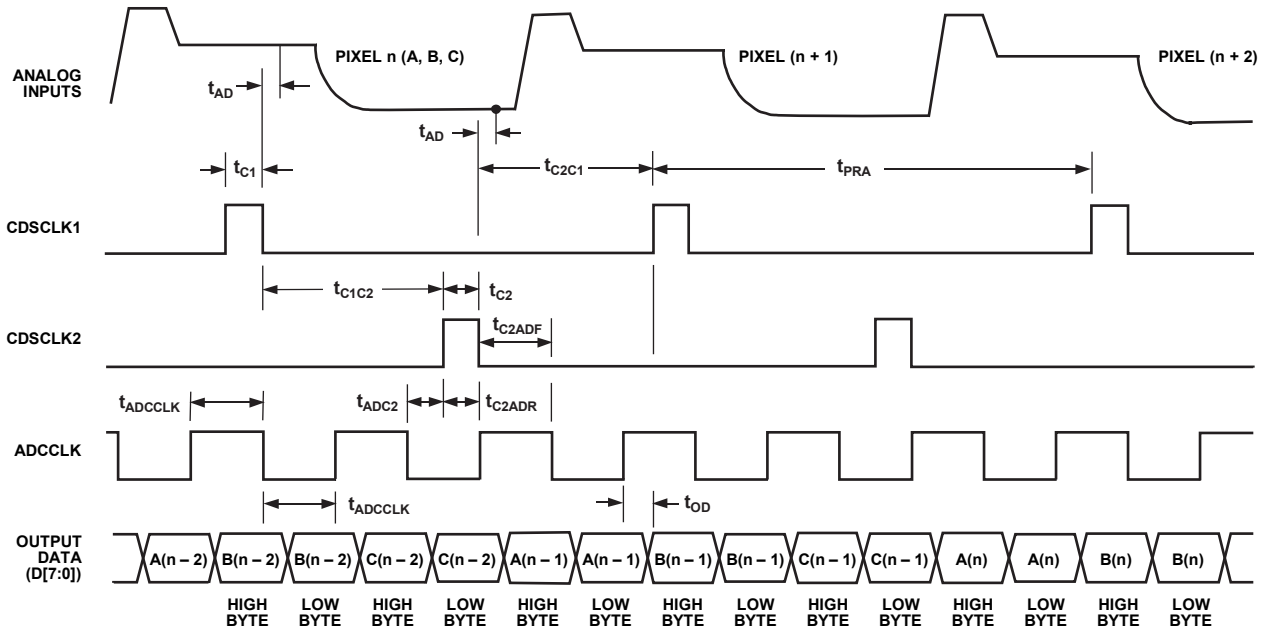 PIXEL n (A, B, C)
PIXEL (n + 1)
PIXEL (n + 2)
ANALOG
INPUTS
tAD
tAD
tC1
tC2C1
tPRA
CDSCLK1
tC1C2
tC2
CDSCLK2
tC2ADF
tADCCLK
tADC2
tC2ADR
ADCCLK
tADCCLK
tOD
OUTPUT
DATA
(D[7:0])
A(n – 2) B(n – 2) B(n – 2) C(n – 2) C(n – 2) A(n – 1) A(n – 1) B(n – 1) B(n – 1) C(n – 1) C(n – 1) A(n) A(n) B(n) B(n)
HIGH LOW HIGH LOW HIGH LOW HIGH LOW HIGH LOW HIGH LOW HIGH LOW
BYTE BYTE BYTE BYTE BYTE BYTE BYTE BYTE BYTE BYTE BYTE BYTE BYTE BYTE